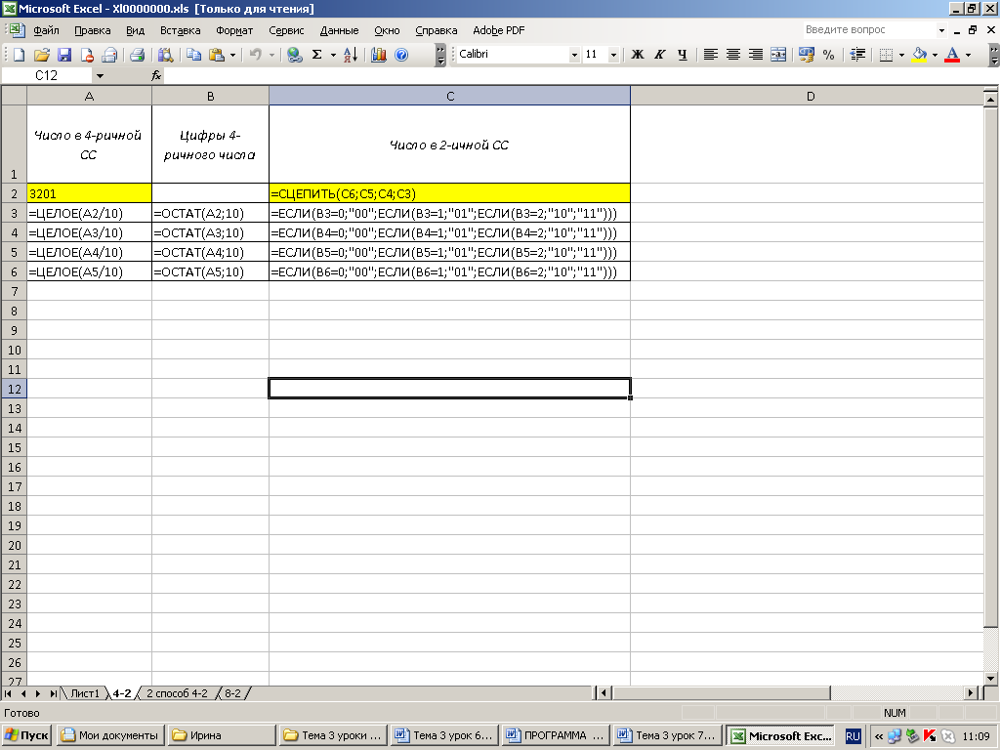 Microsoft Excel - Xl0000000.xls [Только для чтения]
Файл Правка Вид Вставка Формат Сервис Данные Окно Справка Adobe PDF Введите вопрос
Calibri 11 Ж К Ч
C12 fx
A B C D
1 Число в 4-ричной СС Цифры 4-ричного числа Число в 2-ичной СС
2 3201 =СЦЕПИТЬ(C6;C5;C4;C3)
3 =ЦЕЛОЕ(A2/10) =ОСТАТ(A2;10) =ЕСЛИ(B3=0;"00";ЕСЛИ(B3=1;"01";ЕСЛИ(B3=2;"10";"11")))
4 =ЦЕЛОЕ(A3/10) =ОСТАТ(A3;10) =ЕСЛИ(B4=0;"00";ЕСЛИ(B4=1;"01";ЕСЛИ(B4=2;"10";"11")))
5 =ЦЕЛОЕ(A4/10) =ОСТАТ(A4;10) =ЕСЛИ(B5=0;"00";ЕСЛИ(B5=1;"01";ЕСЛИ(B5=2;"10";"11")))
6 =ЦЕЛОЕ(A5/10) =ОСТАТ(A5;10) =ЕСЛИ(B6=0;"00";ЕСЛИ(B6=1;"01";ЕСЛИ(B6=2;"10";"11")))
7
8
9
10
11
12
13
14
15
16
17
18
19
20
21
22
23
24
25
26
27
Лист1 4-2 2 способ 4-2 8-2
Готово NUM
Пуск Мои документы Ирина Тема 3 уроки ... Тема 3 урок 6... ПРОГРАММА ... Тема 3 урок 7... Microsoft Exc... RU « 11:09